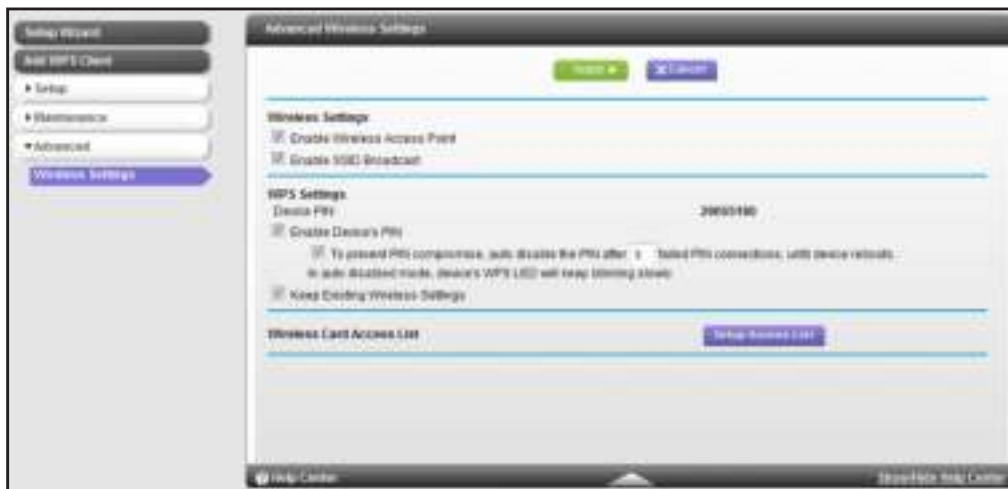 Setup Wizard
Add WPS Client
Setup
Maintenance
Advanced
Wireless Settings
Advanced Wireless Settings
Apply
Cancel
Wireless Settings
Enable Wireless Access Point
Enable SSID Broadcast
WPS Settings
Device PIN:
Enable Device's PIN
To prevent PIN compromise, auto disable the PIN after failed PIN connections, until device reboots.
In auto disabled mode, device's WPS LED will keep blinking slowly
Keep Existing Wireless Settings
Wireless Card Access List
Setup Access List
Help Center
Show/Hide Help Center